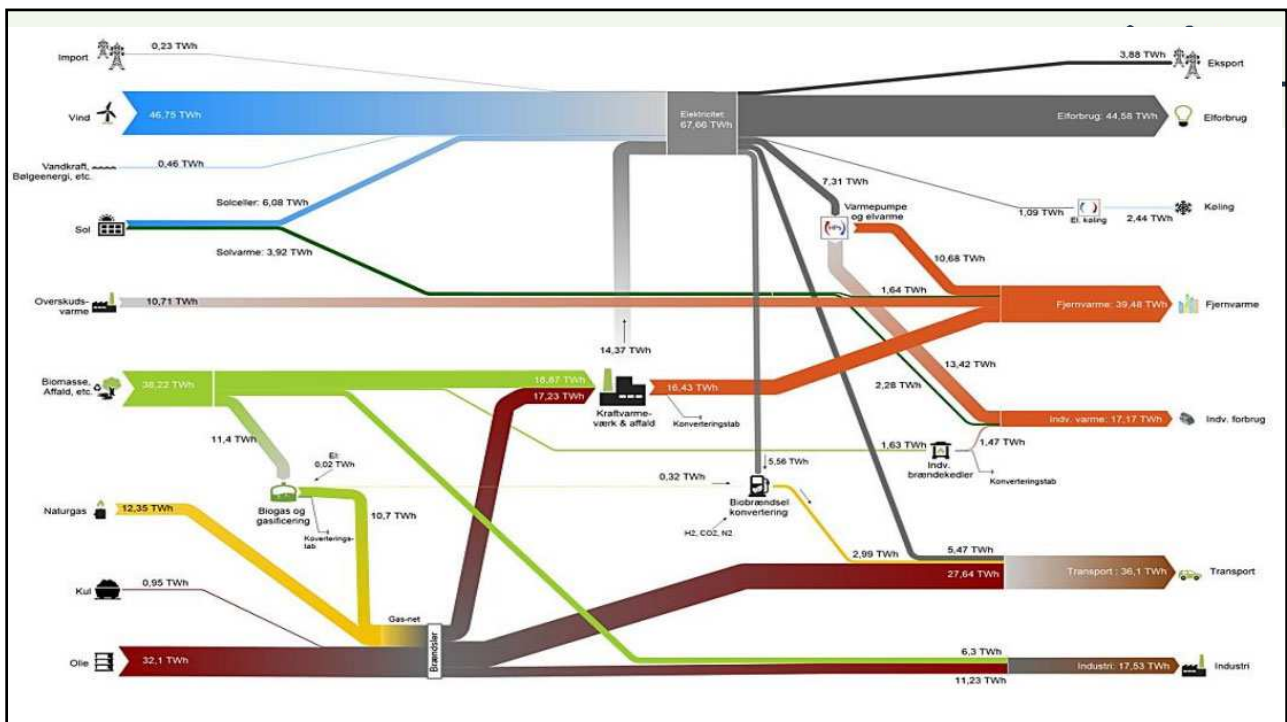 Import
0,23 TWh
3,88 TWh
Eksport
Vind
46,75 TWh
Elektricitet:
67,66 TWh
Elforbrug: 44,58 TWh
Elforbrug
Vandkraft,
Bølgeenergi, etc.
0,46 TWh
Solceller: 6,08 TWh
7,31 TWh
Varmepumpe
og elvarme
HPs
1,09 TWh
El. køling
2,44 TWh
Køling
Sol
Solvarme: 3,92 TWh
10,68 TWh
1,64 TWh
Overskuds-
varme
10,71 TWh
Fjernvarme: 39,48 TWh
Fjernvarme
14,37 TWh
13,42 TWh
2,28 TWh
Biomasse,
Affald, etc.
38,22 TWh
18,87 TWh
17,23 TWh
16,43 TWh
Kraftvarme-
værk & affald
Konverteringstab
Indv. varme: 17,17 TWh
Indv. forbrug
11,4 TWh
El:
0,02 TWh
1,63 TWh
1,47 TWh
Indv.
brændekedler
Konverteringstab
5,56 TWh
0,32 TWh
Biobrændsel
konvertering
H2, CO2, N2
Biogas og
gasificering
Koverterings-
tab
10,7 TWh
Naturgas
12,35 TWh
2,99 TWh
5,47 TWh
27,64 TWh
Transport : 36,1 TWh
Transport
Kul
0,95 TWh
Gas-net
Brændsler
Olie
32,1 TWh
6,3 TWh
11,23 TWh
Industri: 17,53 TWh
Industri